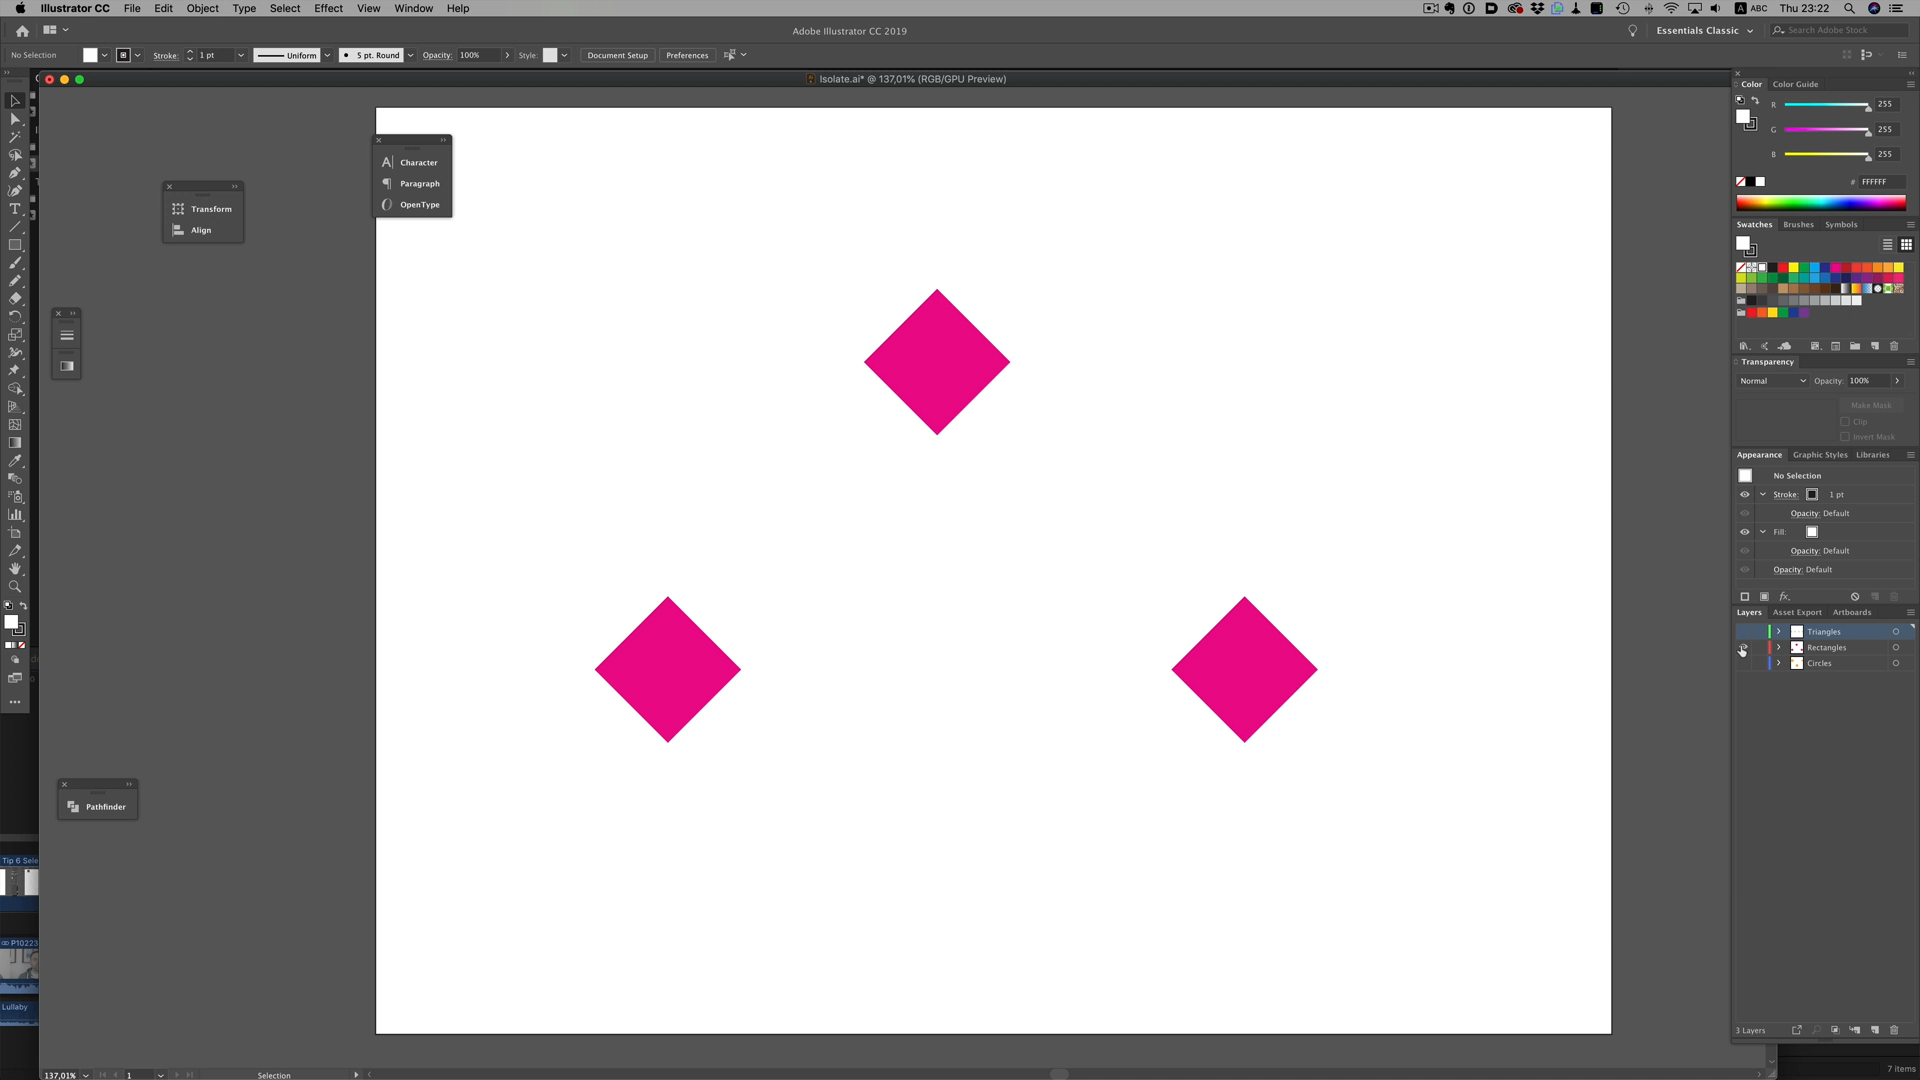 Illustrator CC File Edit Object Type Select Effect View Window Help
A ABC Thu 23:22
Adobe Illustrator CC 2019
Essentials Classic
Search Adobe Stock
No Selection Stroke: 1 pt Uniform 5 pt. Round Opacity: 100% Style: Document Setup Preferences
Isolate.ai* @ 137,01% (RGB/GPU Preview)
Character
Paragraph
OpenType
Transform
Align
Pathfinder
Color Color Guide
R 255
G 255
B 255
# FFFFFF
Swatches Brushes Symbols
Transparency
Normal Opacity: 100%
Make Mask
Clip
Invert Mask
Appearance Graphic Styles Libraries
No Selection
Stroke: 1 pt
Opacity: Default
Fill:
Opacity: Default
Opacity: Default
fx.
Layers Asset Export Artboards
Triangles
Rectangles
Circles
3 Layers
Tip 6 Sele
P10223
Lullaby
137,01% 1 Selection
7 items